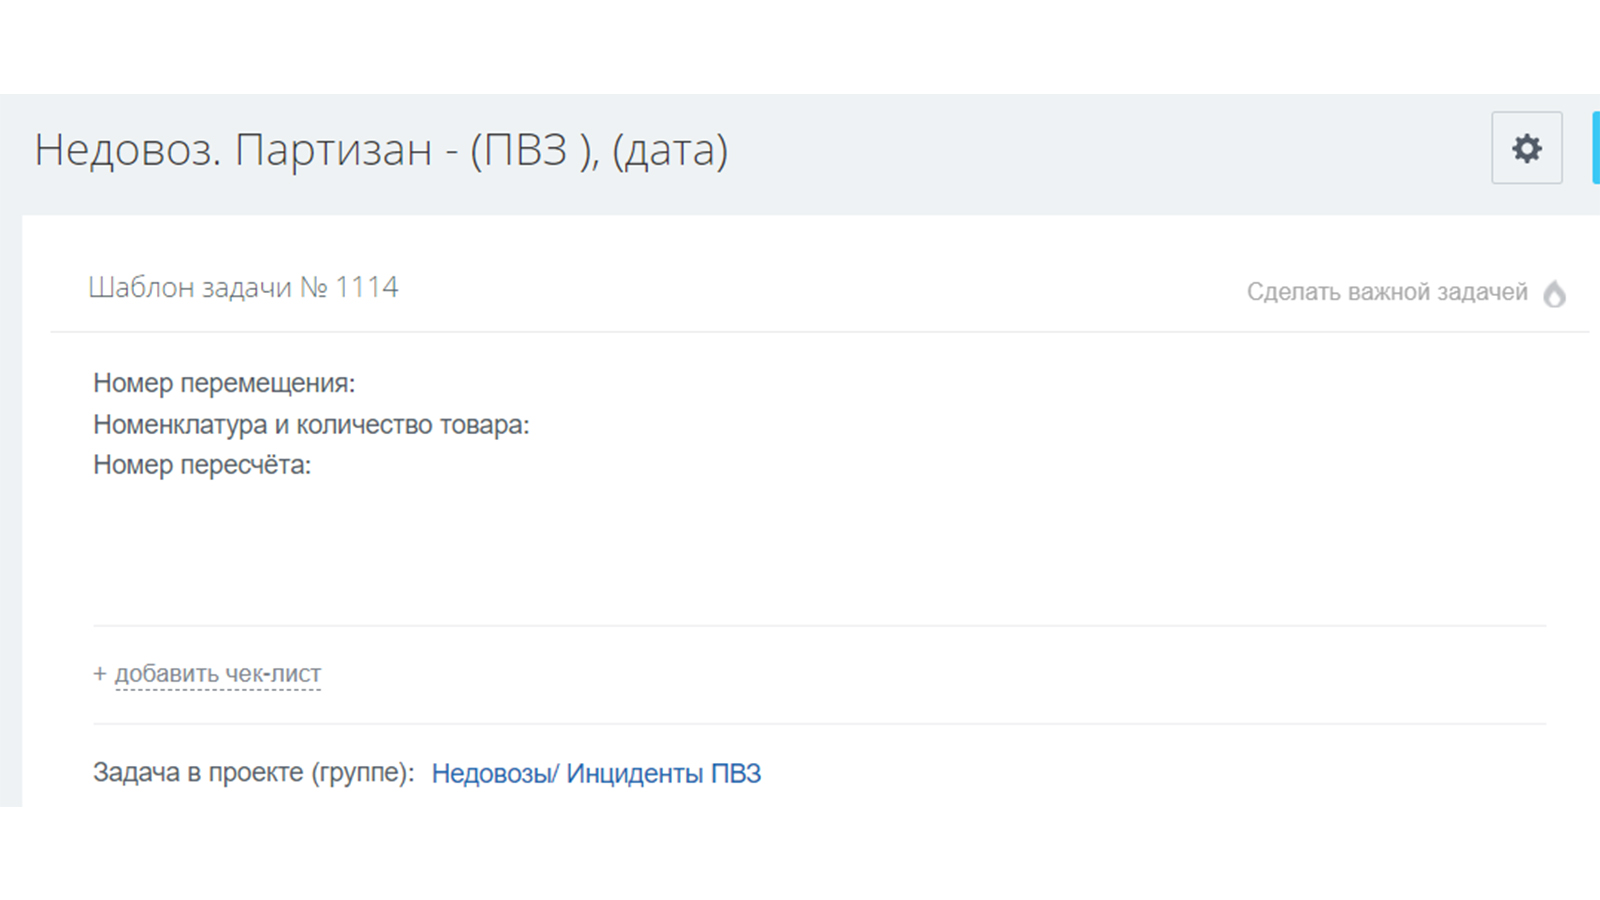 Недовоз. Партизан - (ПВЗ ), (дата)
Шаблон задачи № 1114
Сделать важной задачей
Номер перемещения:
Номенклатура и количество товара:
Номер пересчёта:
+ добавить чек-лист
Задача в проекте (группе): Недовозы/ Инциденты ПВЗ